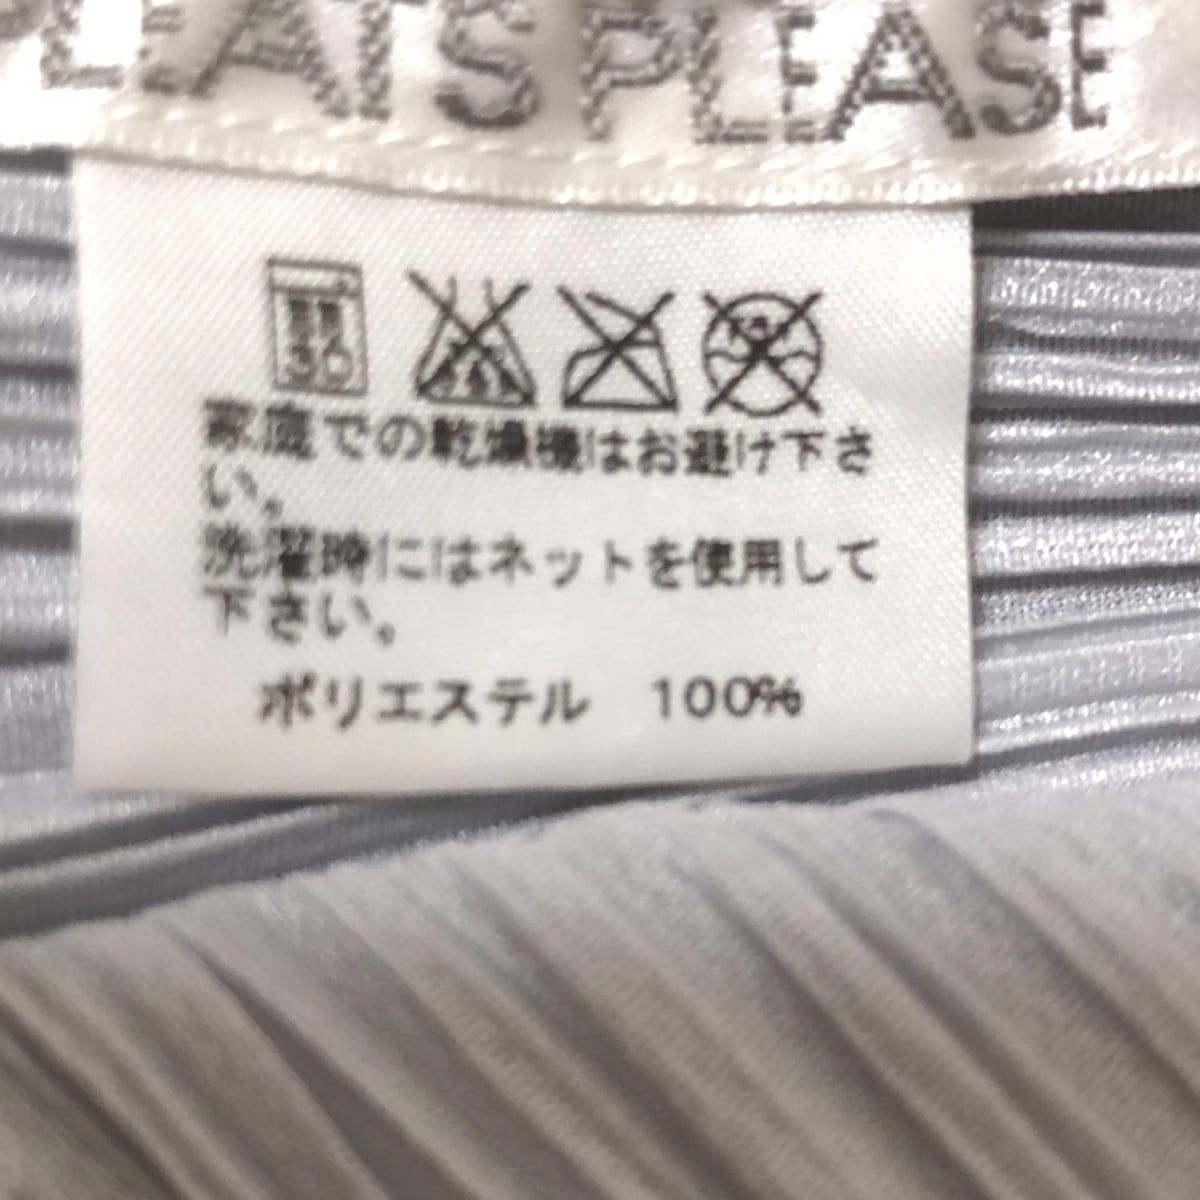 PLEATS PLEASE
30
家庭での乾燥機はお避け下さ
い。
洗濯時にはネットを使用して
下さい。
ポリエステル 100%